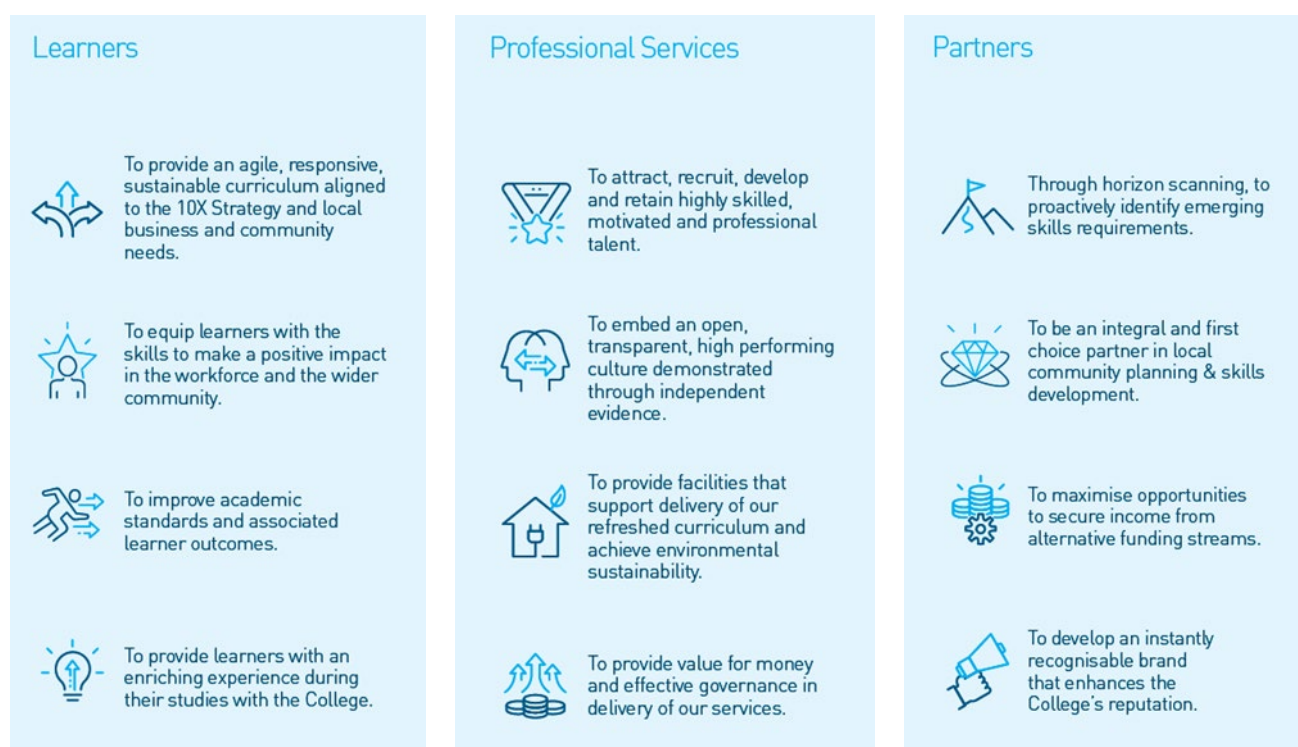 Learners
To provide an agile, responsive,
sustainable curriculum aligned
to the 10X Strategy and local
business and community
needs.
To equip learners with the
skills to make a positive impact
in the workforce and the wider
community.
To improve academic
standards and associated
learner outcomes.
To provide learners with an
enriching experience during
their studies with the College.
Professional Services
To attract, recruit, develop
and retain highly skilled,
motivated and professional
talent.
To embed an open,
transparent, high performing
culture demonstrated
through independent
evidence.
To provide facilities that
support delivery of our
refreshed curriculum and
achieve environmental
sustainability.
To provide value for money
and effective governance in
delivery of our services.
Partners
Through horizon scanning, to
proactively identify emerging
skills requirements.
To be an integral and first
choice partner in local
community planning & skills
development.
To maximise opportunities
to secure income from
alternative funding streams.
To develop an instantly
recognisable brand
that enhances the
College's reputation.